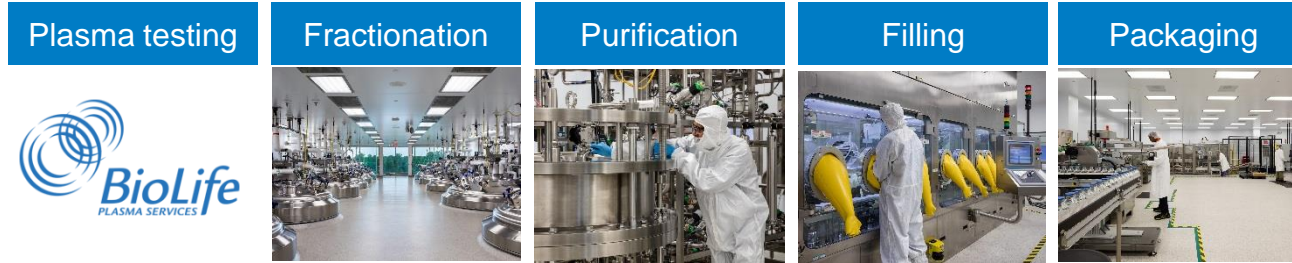 Plasma testing
Fractionation
Purification
Filling
Packaging
BioLife
PLASMA SERVICES